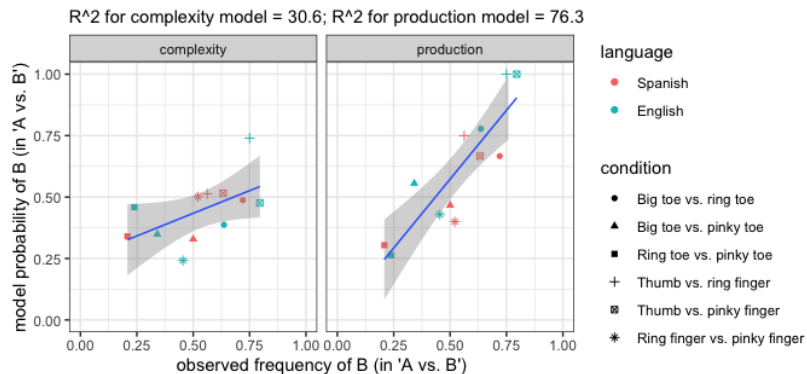 R^2 for complexity model = 30.6; R^2 for production model = 76.3
complexity
production
1.00
0.75
0.50
0.25
0.00
model probability of B (in 'A vs. B')
0.00 0.25 0.50 0.75 1.00
0.00 0.25 0.50 0.75 1.00
observed frequency of B (in 'A vs. B')
language
Spanish
English
condition
Big toe vs. ring toe
Big toe vs. pinky toe
Ring toe vs. pinky toe
Thumb vs. ring finger
Thumb vs. pinky finger
Ring finger vs. pinky finger